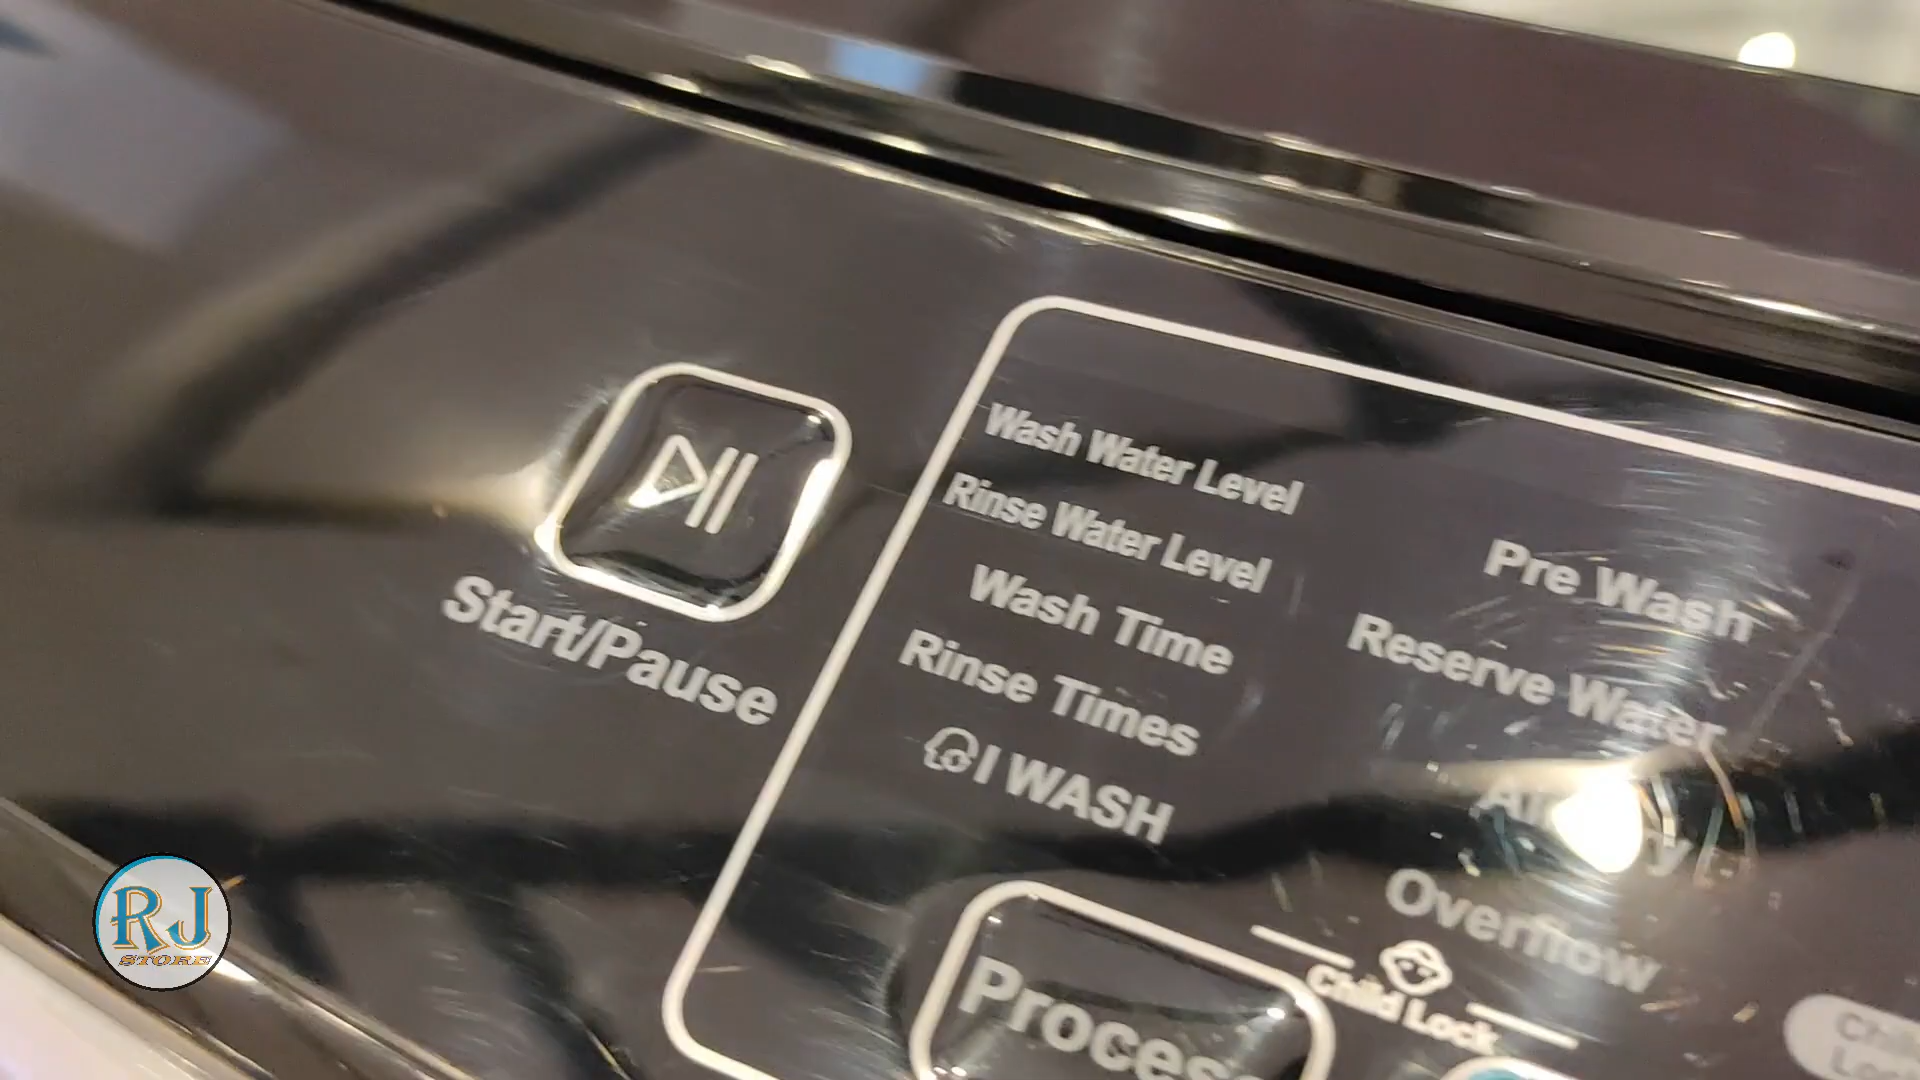 Wash Water Level
Rinse Water Level
Wash Time
Rinse Times
I WASH
Pre Wash
Reserve Water
Overflow
Start/Pause
Child Lock
RJ
STORE